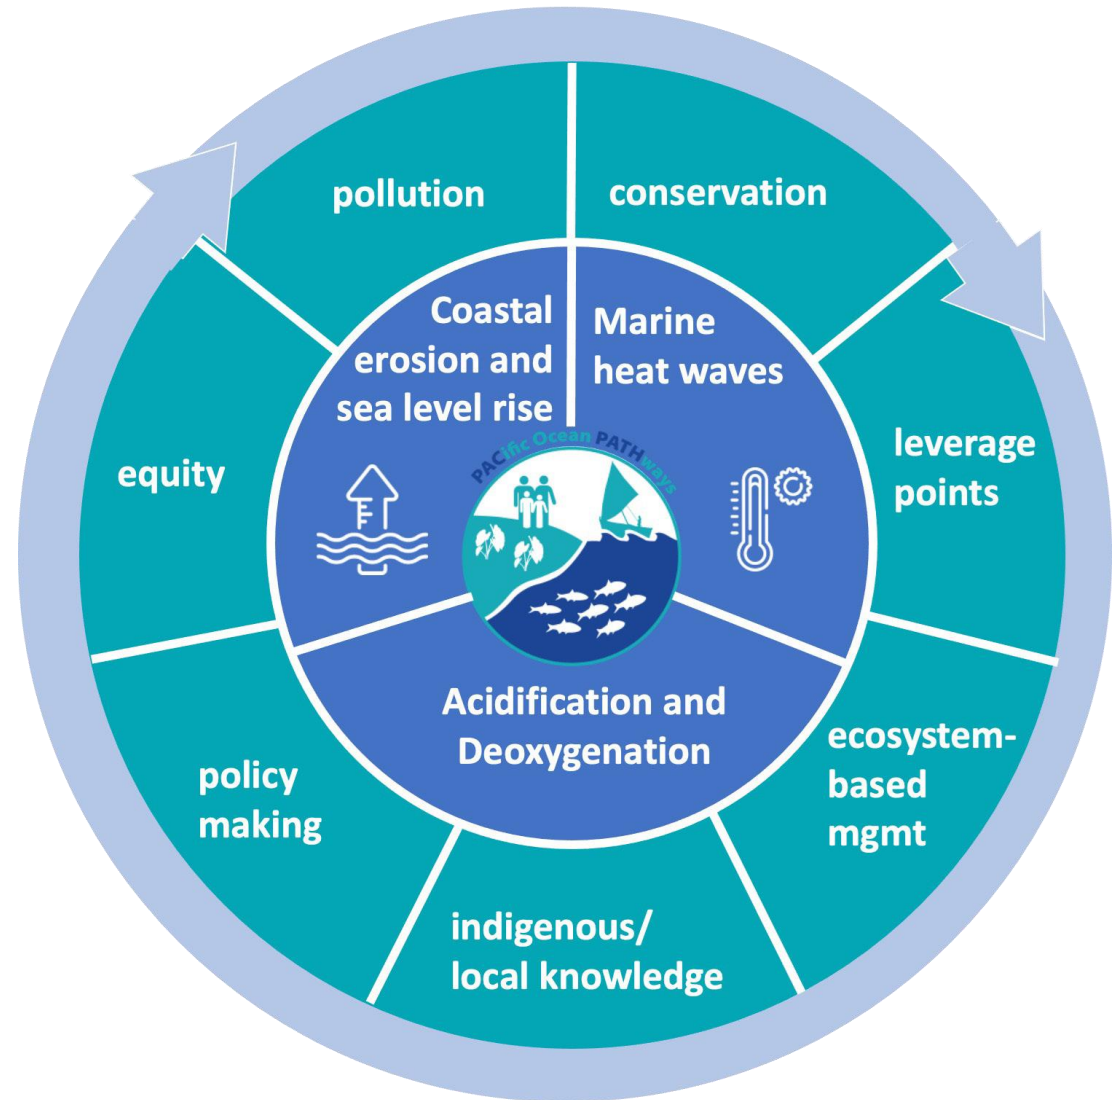 pollution
conservation
Coastal
erosion and
sea level rise
Marine
heat waves
PACific Ocean PATHways
equity
leverage
points
Acidification and
Deoxygenation
policy
making
ecosystem-
based
mgmt
indigenous/
local knowledge